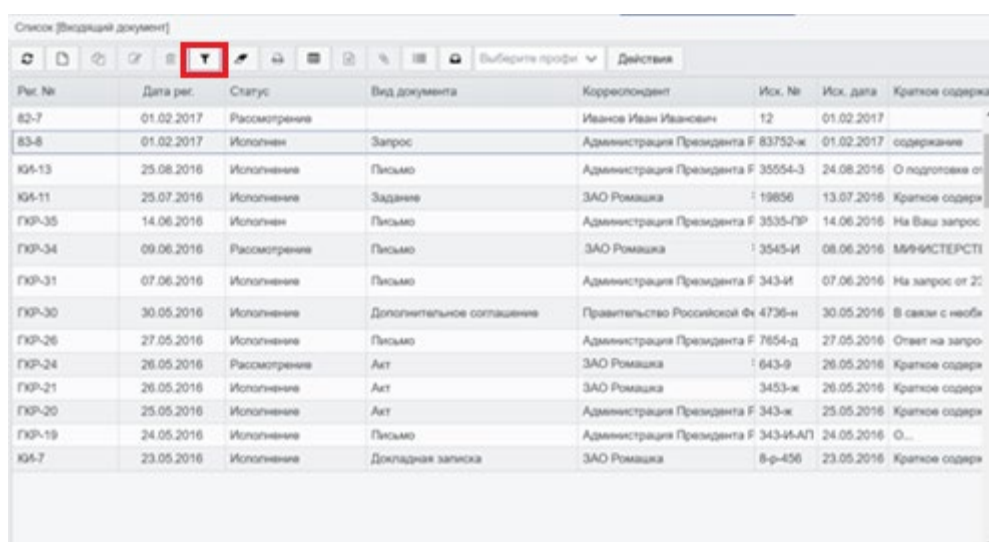 Список [Входящий документ]
Выберите профи Действия
Рег. № Дата рег. Статус Вид документа Корреспондент Исх. № Исх. дата Краткое содержа
82-7 01.02.2017 Рассмотрение Иванов Иван Иванович 12 01.02.2017
83-8 01.02.2017 Исполнен Запрос Администрация Президента F 83752-ж 01.02.2017 содержание
КИ-13 25.08.2016 Исполнение Письмо Администрация Президента F 35554-3 24.08.2016 О подготовке от
КИ-11 25.07.2016 Исполнение Задание ЗАО Ромашка 19856 13.07.2016 Краткое содерж
ГКР-35 14.06.2016 Исполнен Письмо Администрация Президента F 3535-ПР 14.06.2016 На Ваш запрос
ГКР-34 09.06.2016 Рассмотрение Письмо ЗАО Ромашка 3545-И 08.06.2016 МИНИСТЕРСТЕ
ГКР-31 07.06.2016 Исполнение Письмо Администрация Президента F 343-И 07.06.2016 На запрос от 23
ГКР-30 30.05.2016 Исполнение Дополнительное соглашение Правительство Российской Фе 4736-н 30.05.2016 В связи с необх
ГКР-26 27.05.2016 Исполнение Письмо Администрация Президента F 7654-д 27.05.2016 Ответ на запро
ГКР-24 26.05.2016 Рассмотрение Акт ЗАО Ромашка 643-9 26.05.2016 Краткое содерж
ГКР-21 26.05.2016 Исполнение Акт ЗАО Ромашка 3453-ж 26.05.2016 Краткое содерж
ГКР-20 25.05.2016 Исполнение Акт Администрация Президента F 343-ж 25.05.2016 Краткое содерж
ГКР-19 24.05.2016 Исполнение Письмо Администрация Президента F 343-И-АП 24.05.2016 О...
КИ-7 23.05.2016 Исполнение Докладная записка ЗАО Ромашка 8-р-456 23.05.2016 Краткое содерж